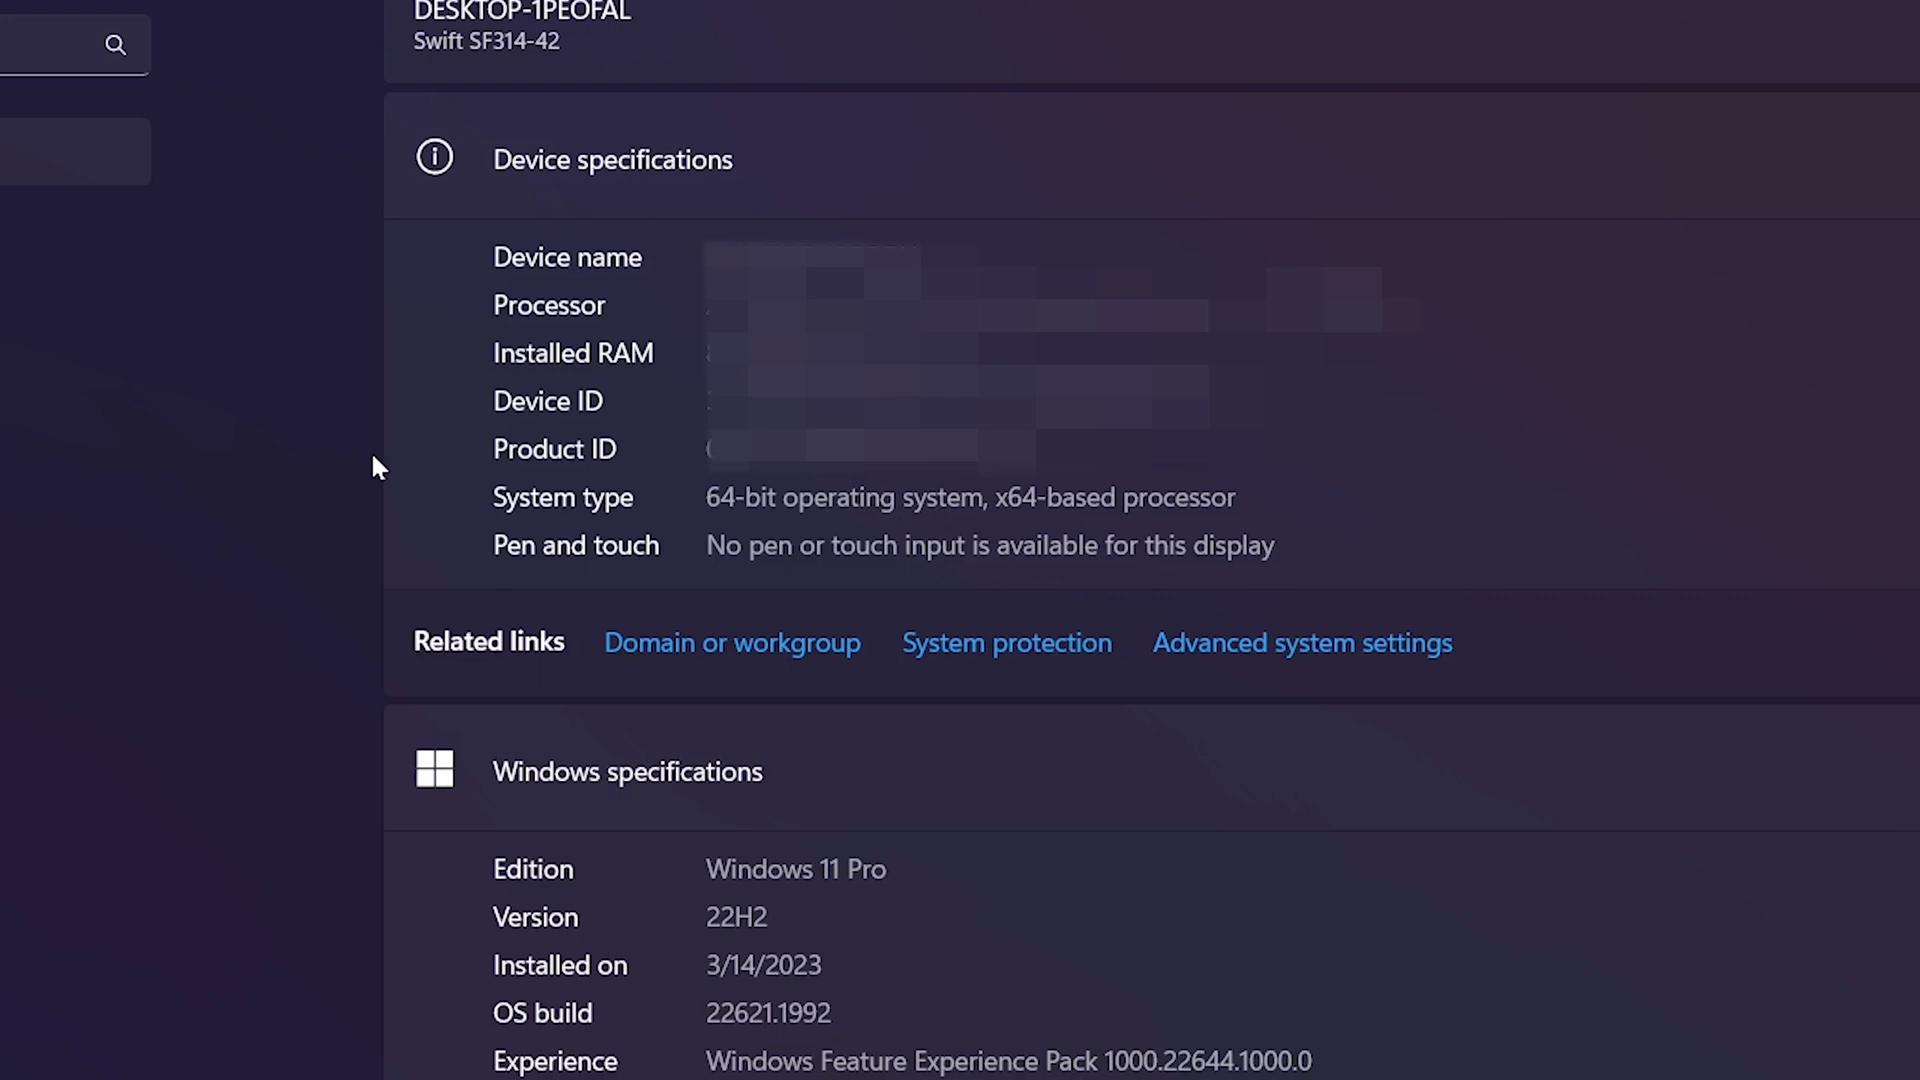 DESKTOP-1PEOFAL
Swift SF314-42
Device specifications
Device name
Processor
Installed RAM
Device ID
Product ID
System type 64-bit operating system, x64-based processor
Pen and touch No pen or touch input is available for this display
Related links Domain or workgroup System protection Advanced system settings
Windows specifications
Edition Windows 11 Pro
Version 22H2
Installed on 3/14/2023
OS build 22621.1992
Experience Windows Feature Experience Pack 1000.22644.1000.0